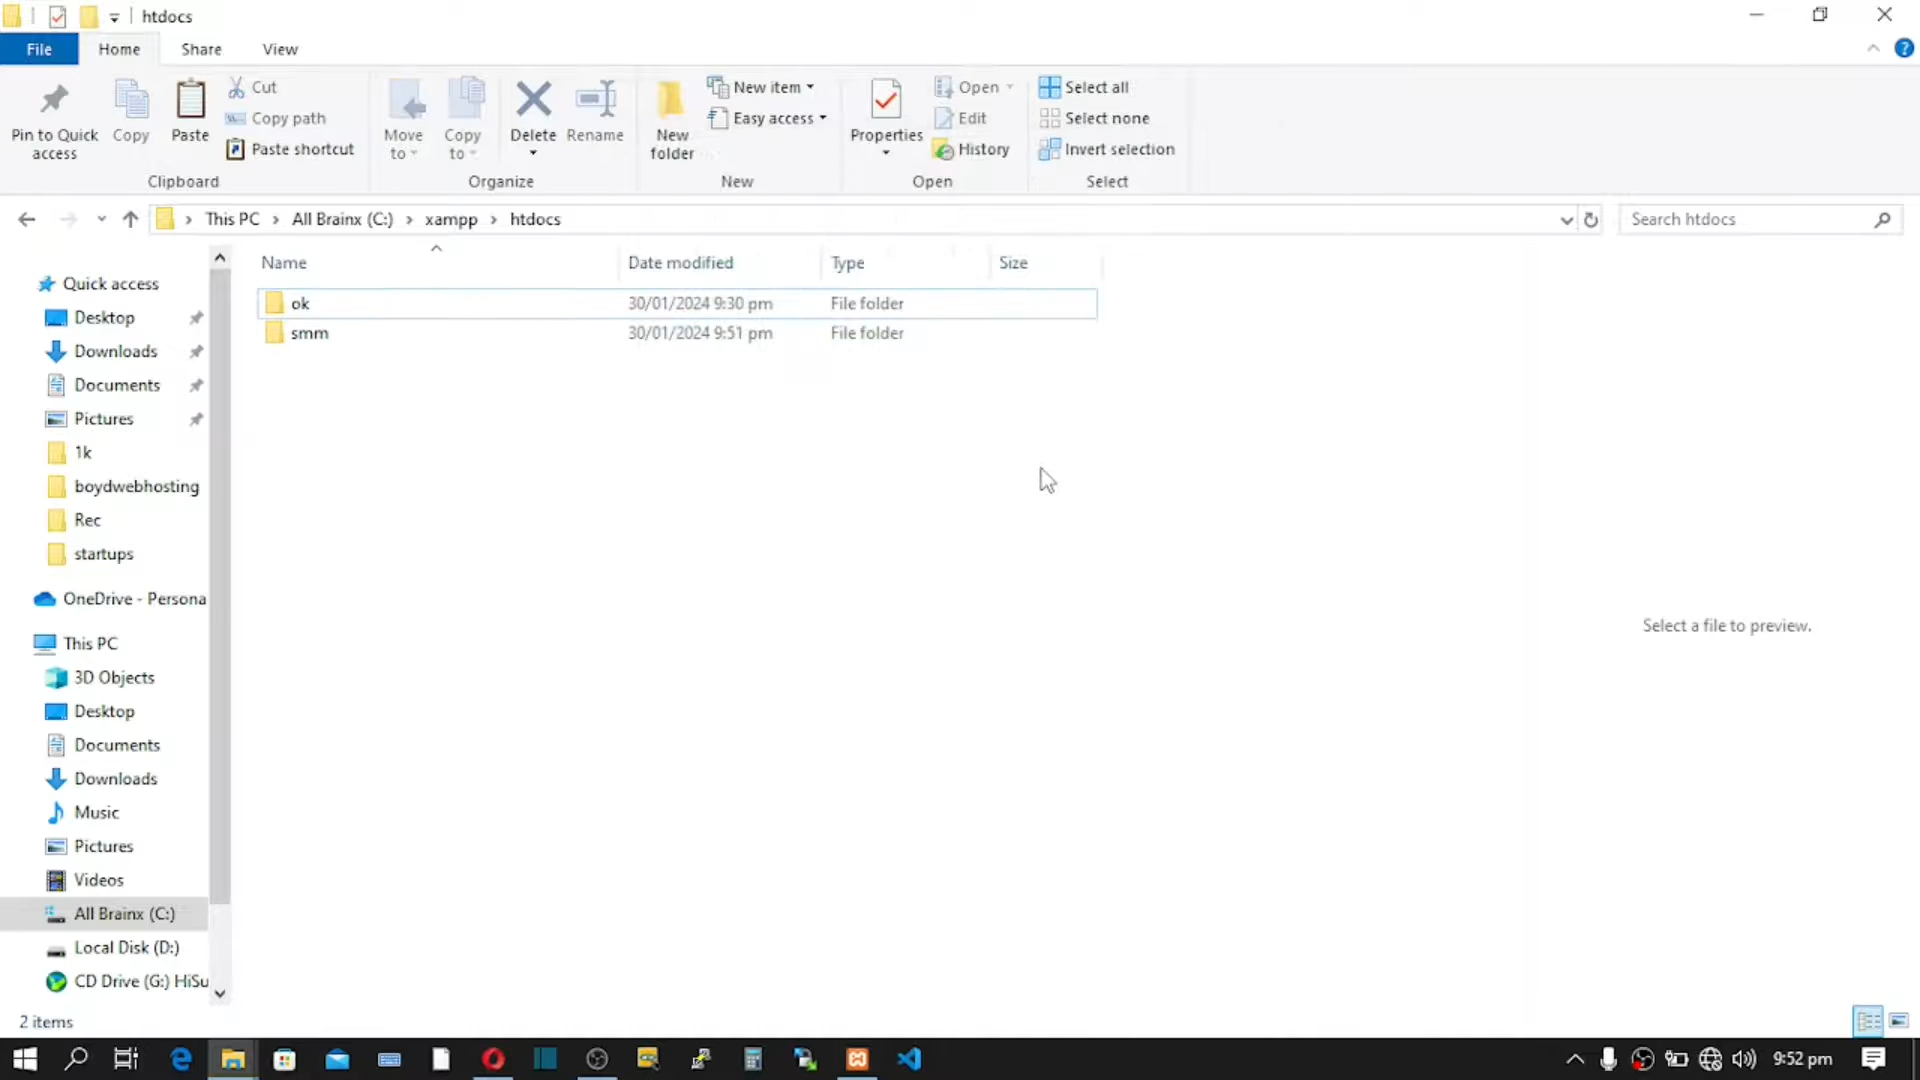 htdocs
File Home Share View
Pin to Quick access
Copy
Paste
Cut
Copy path
Paste shortcut
Clipboard
Move to
Copy to
Delete
Rename
Organize
New folder
New item
Easy access
New
Properties
Open
Edit
History
Open
Select all
Select none
Invert selection
Select
This PC > All Brainx (C:) > xampp > htdocs
Search htdocs
Name Date modified Type Size
ok 30/01/2024 9:30 pm File folder
smm 30/01/2024 9:51 pm File folder
Quick access
Desktop
Downloads
Documents
Pictures
1k
boydwebhosting
Rec
startups
OneDrive - Persona
This PC
3D Objects
Desktop
Documents
Downloads
Music
Pictures
Videos
All Brainx (C:)
Local Disk (D:)
CD Drive (G:) HiSu
Select a file to preview.
2 items
9:52 pm